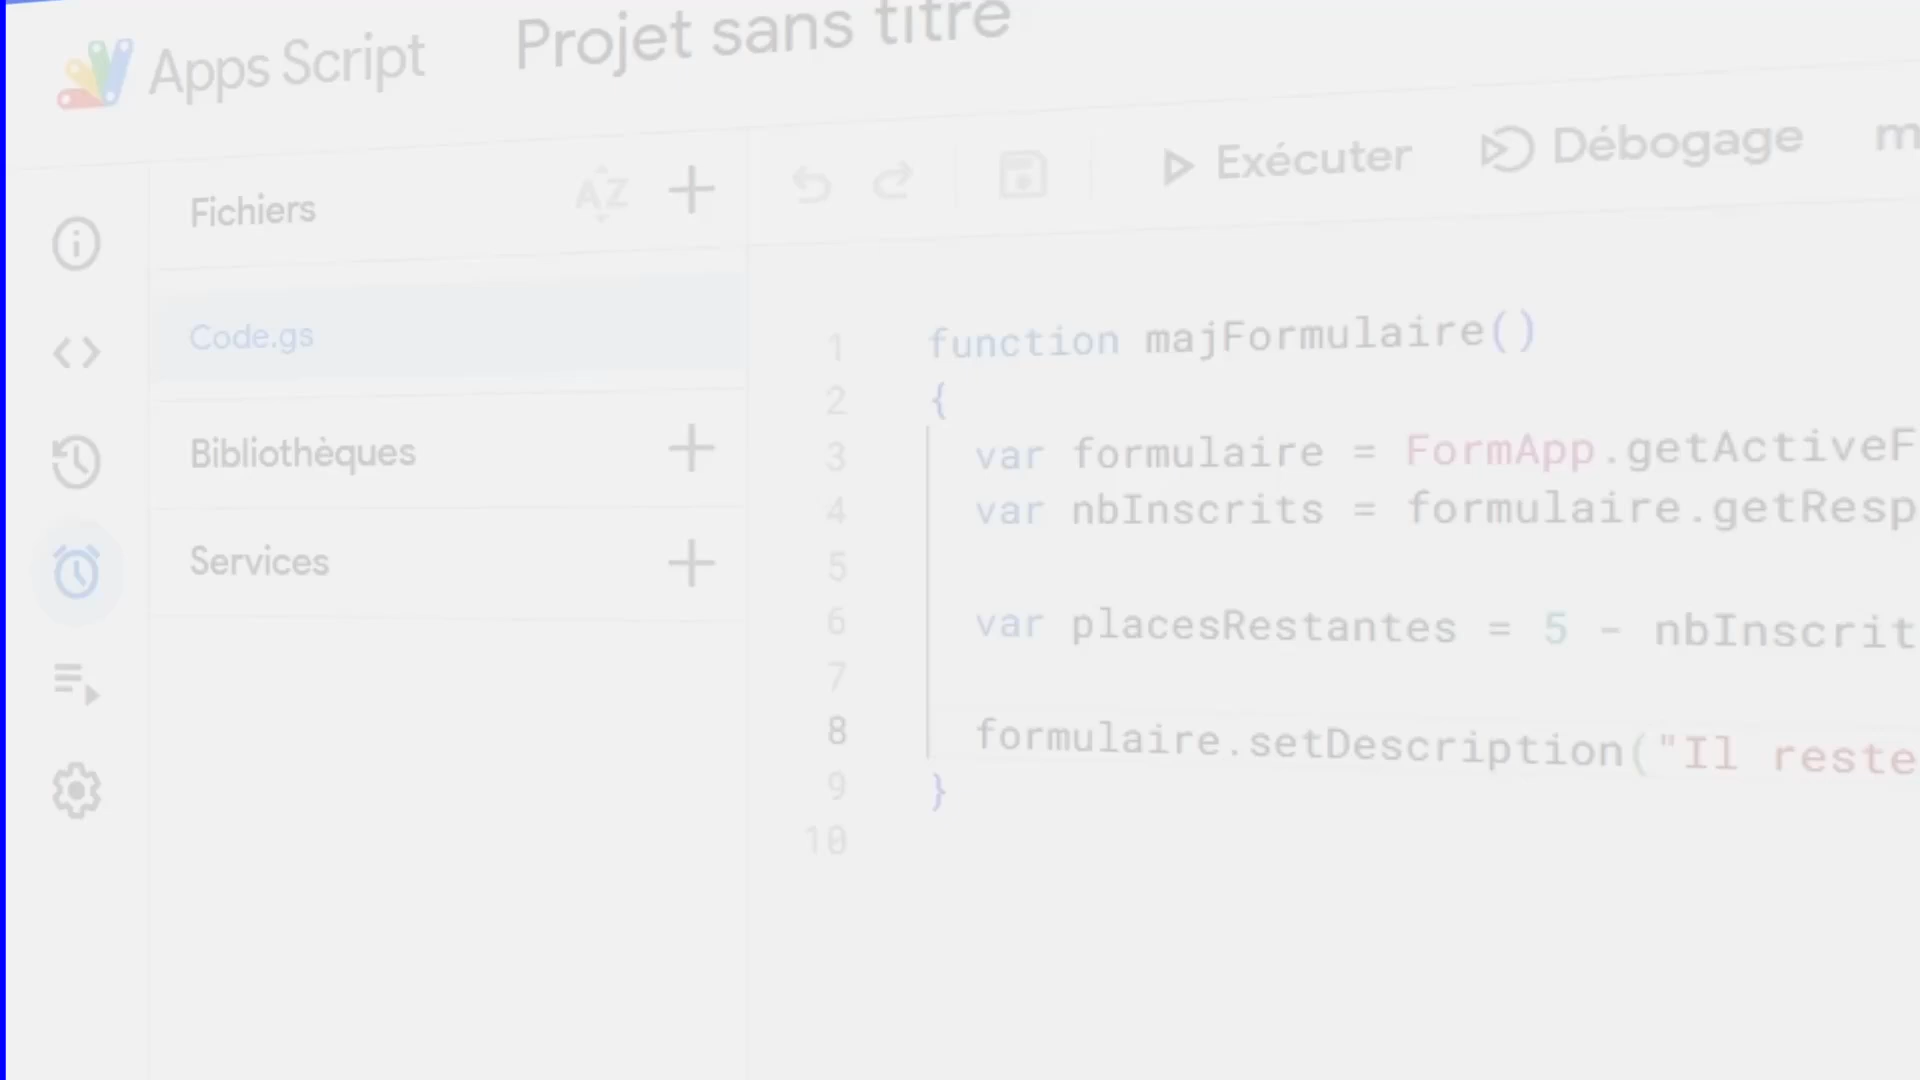 Apps Script
Projet sans titre
Fichiers
AZ
Exécuter
Débogage
Code.gs
Bibliothèques
Services
1 function majFormulaire()
2 {
3 var formulaire = FormApp.getActiveF
4 var nbInscrits = formulaire.getResp
5
6 var placesRestantes = 5 - nbInscrit
7
8 formulaire.setDescription("Il reste
9 }
10